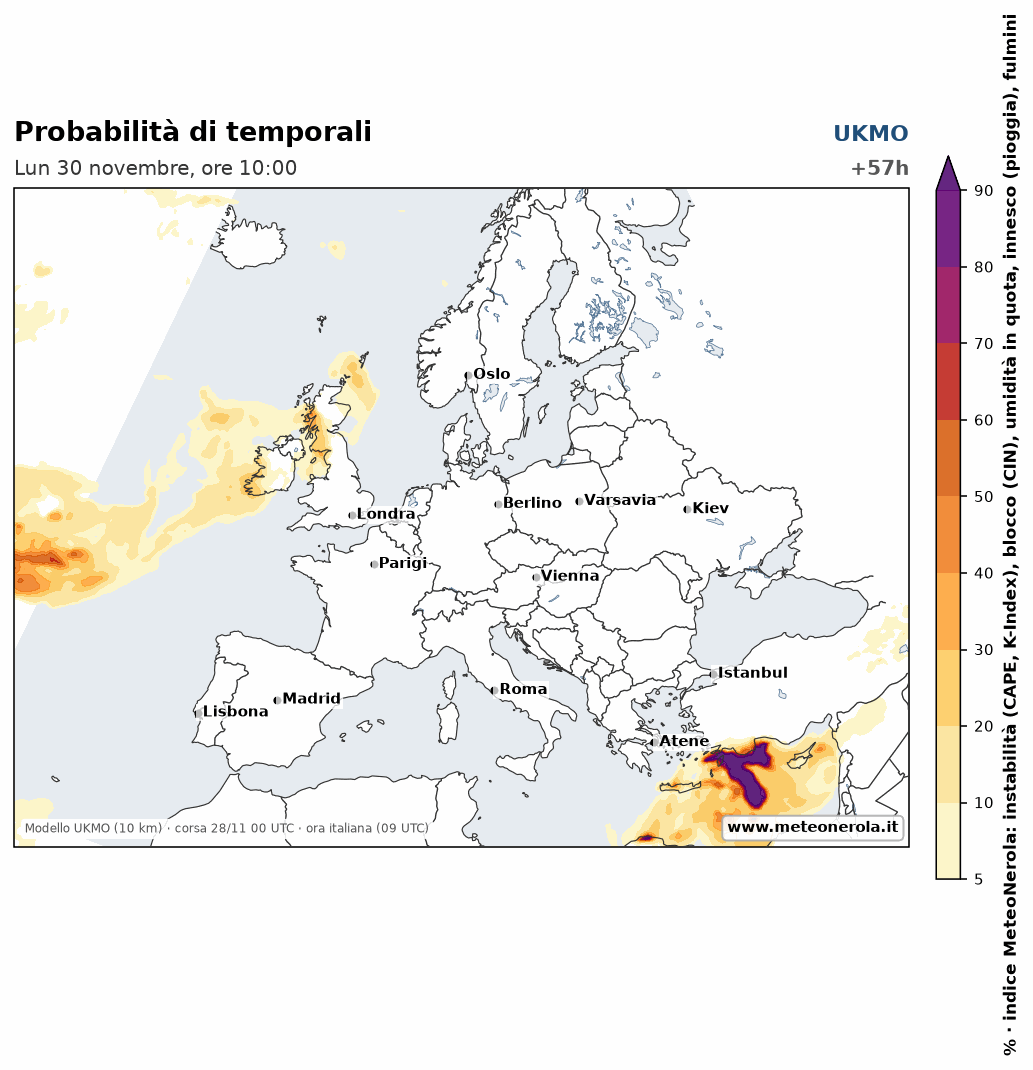 Probabilità di temporali
UKMO
Lun 30 novembre, ore 10:00
+57h
Oslo
Londra
Berlino
Varsavia
Kiev
Parigi
Vienna
Madrid
Lisbona
Roma
Istanbul
Atene
Modello UKMO (10 km) · corsa 28/11 00 UTC · ora italiana (09 UTC)
www.meteonerola.it
90
80
70
60
50
40
30
20
10
5
% · indice MeteoNerola: instabilità (CAPE, K-Index), blocco (CIN), umidità in quota, innesco (pioggia), fulmini